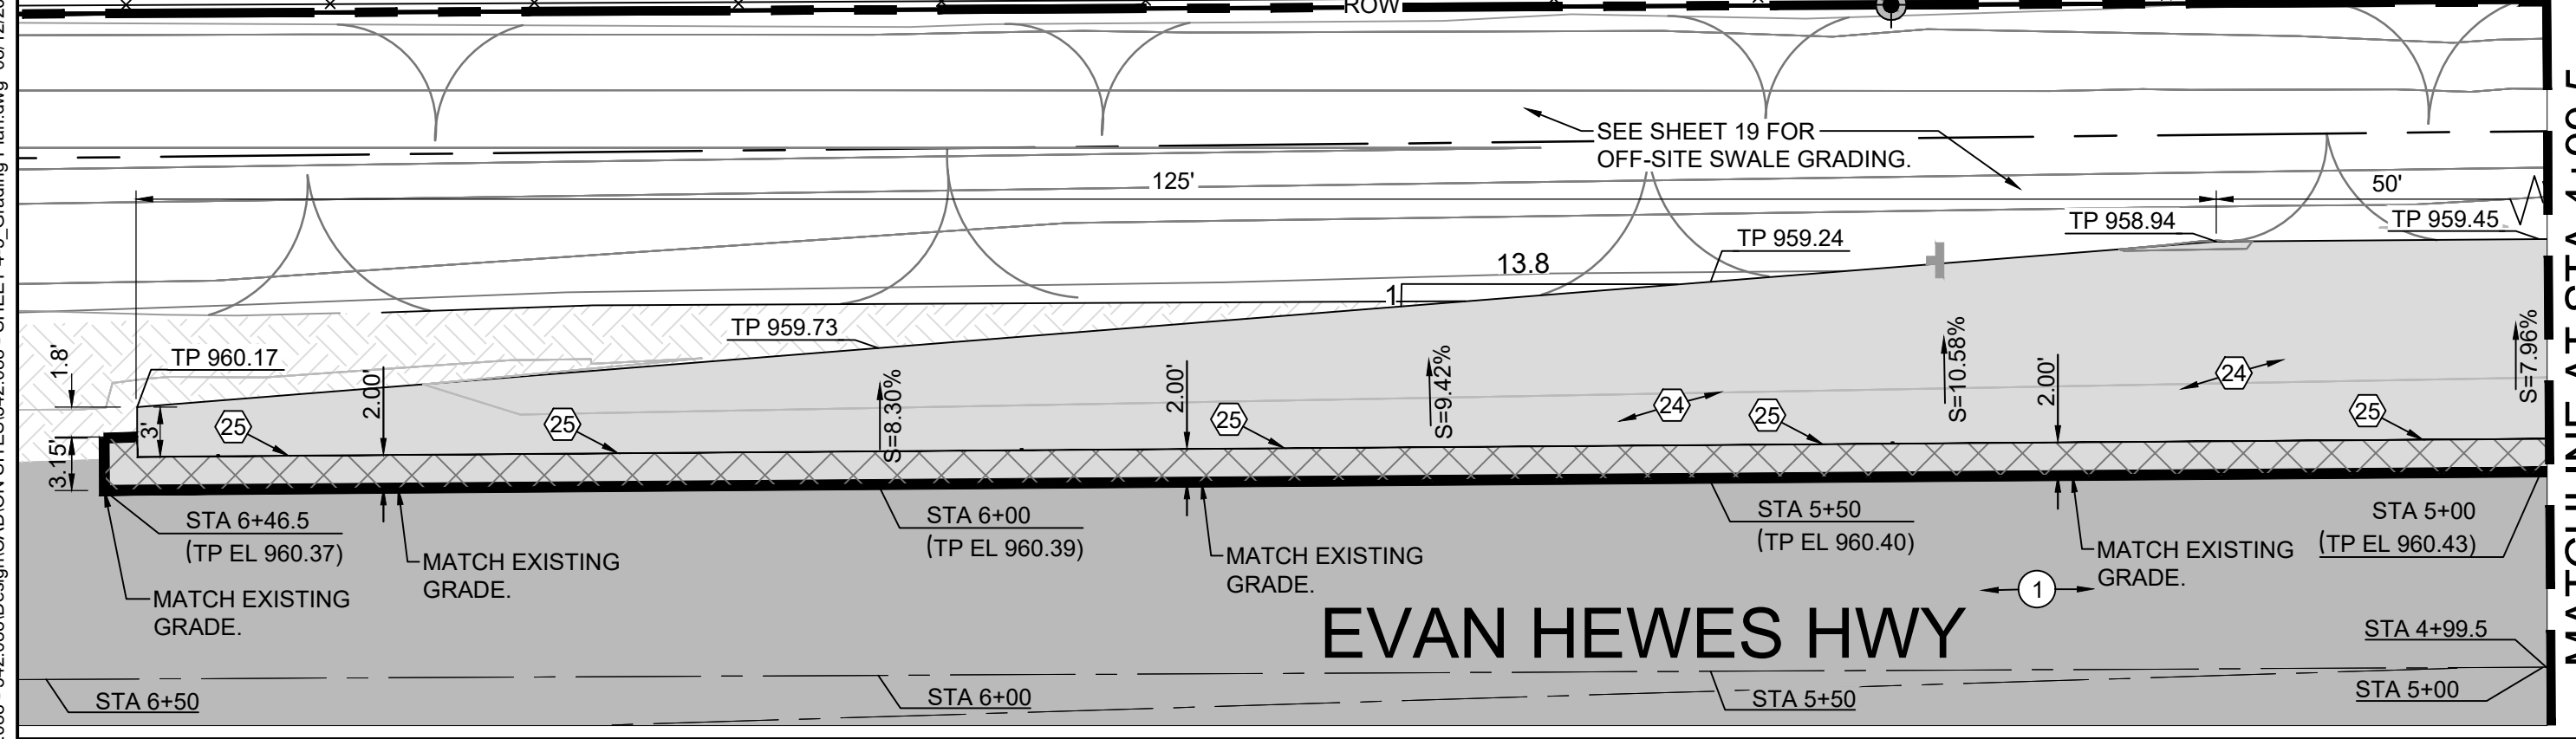 ROW
SEE SHEET 19 FOR
OFF-SITE SWALE GRADING.
125'
50'
TP 958.94
TP 959.45
TP 959.24
13.8
1
TP 959.73
TP 960.17
1.8'
3'
3.15'
2.00'
2.00'
2.00'
S=8.30%
S=9.42%
S=10.58%
S=7.96%
25
25
25
24
25
24
25
STA 6+46.5
(TP EL 960.37)
MATCH EXISTING
GRADE.
MATCH EXISTING
GRADE.
STA 6+00
(TP EL 960.39)
MATCH EXISTING
GRADE.
STA 5+50
(TP EL 960.40)
MATCH EXISTING
GRADE.
STA 5+00
(TP EL 960.43)
1
EVAN HEWES HWY
STA 4+99.5
STA 5+00
STA 6+50
STA 6+00
STA 5+50